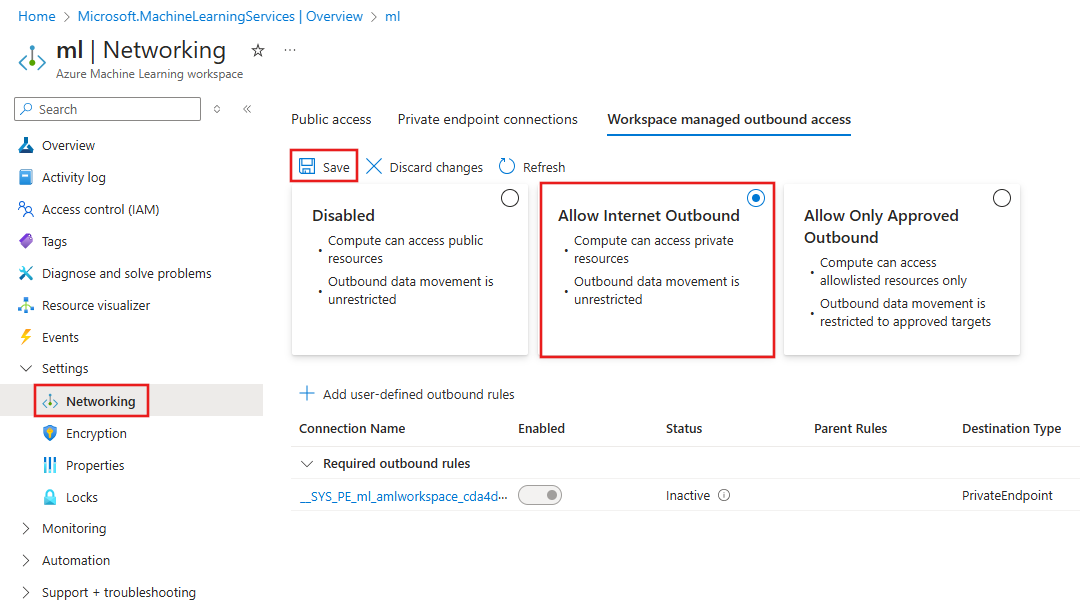 Home > Microsoft.MachineLearningServices | Overview > ml
ml | Networking ☆ ···
Azure Machine Learning workspace
Search
Overview
Activity log
Access control (IAM)
Tags
Diagnose and solve problems
Resource visualizer
Events
Settings
Networking
Encryption
Properties
Locks
Monitoring
Automation
Support + troubleshooting
Public access Private endpoint connections Workspace managed outbound access
Save Discard changes Refresh
Disabled
• Compute can access public
resources
• Outbound data movement is
unrestricted
Allow Internet Outbound
• Compute can access private
resources
• Outbound data movement is
unrestricted
Allow Only Approved
Outbound
• Compute can access
allowlisted resources only
• Outbound data movement is
restricted to approved targets
+ Add user-defined outbound rules
Connection Name Enabled Status Parent Rules Destination Type
Required outbound rules
__SYS_PE_ml_amlworkspace_cda4d... Inactive PrivateEndpoint